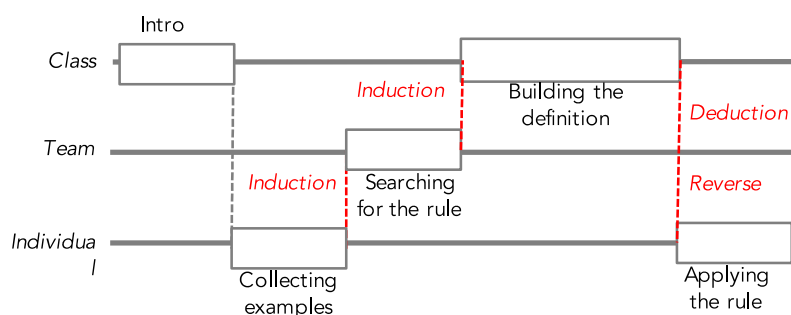 Intro
Class
Induction
Building the
definition
Deduction
Team
Induction
Searching
for the rule
Reverse
Individua
l
Collecting
examples
Applying
the rule